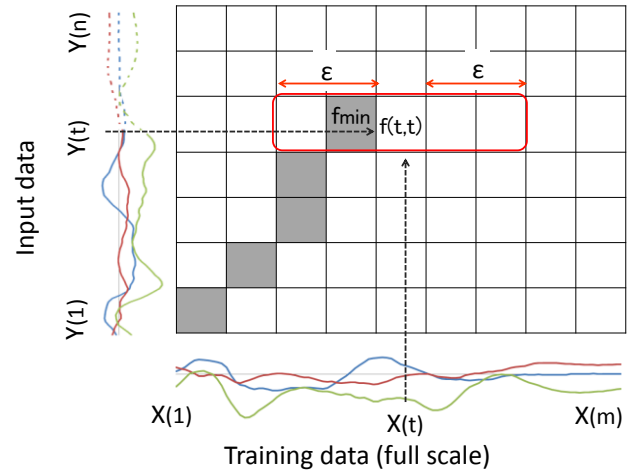 Y(n)
ε
ε
Y(t)
fmin
f(t,t)
Input data
Y(1)
X(1)
X(t)
X(m)
Training data (full scale)